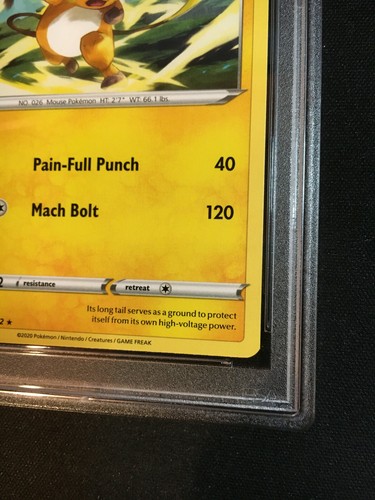 NO. 026 Mouse Pokémon HT: 2'7" WT: 66.1 lbs.
Pain-Full Punch 40
Mach Bolt 120
2 resistance retreat
Its long tail serves as a ground to protect
itself from its own high-voltage power.
2 ★
©2020 Pokémon / Nintendo / Creatures / GAME FREAK